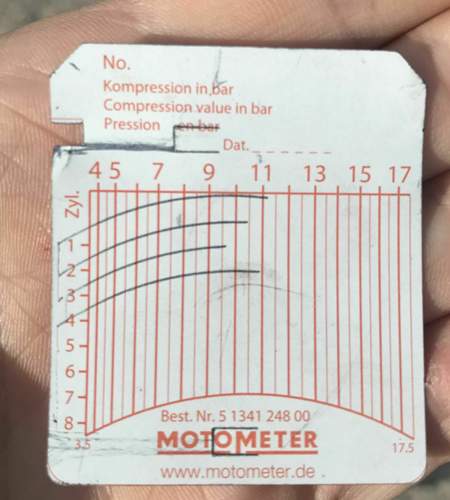 No.
Kompression in bar
Compression value in bar
Pression en bar
Dat.
4 5 7 9 11 13 15 17
Zyl.
1
2
3
4
5
6
7
8
3.5 17.5
Best. Nr. 5 1341 248 00
MOTOMETER
www.motometer.de